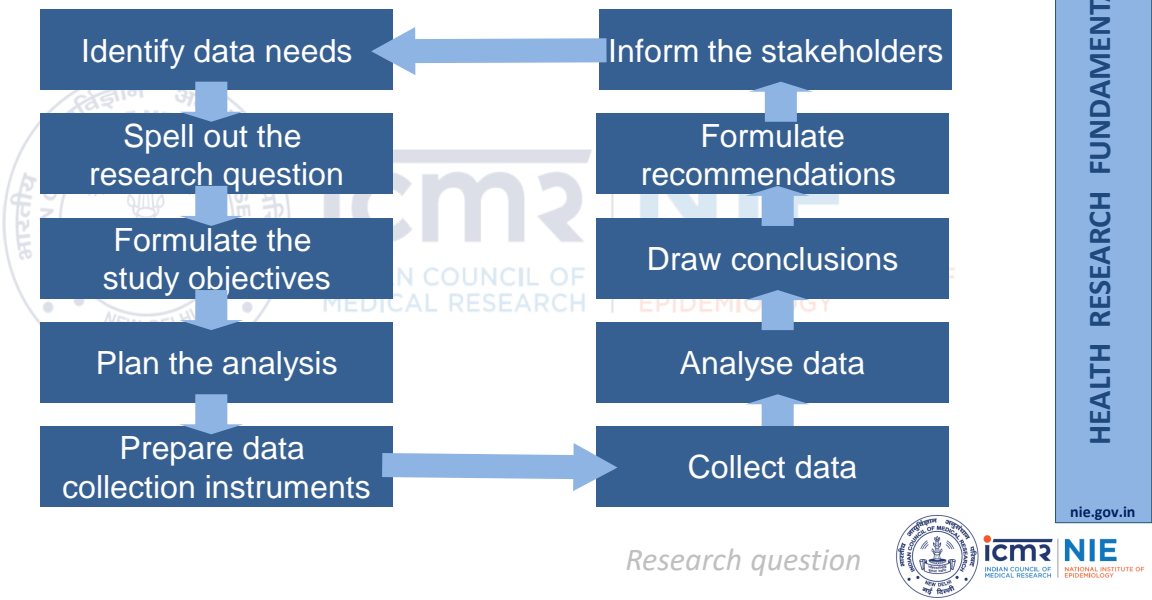 Identify data needs
Spell out the
research question
Formulate the
study objectives
Plan the analysis
Prepare data
collection instruments
Inform the stakeholders
Formulate
recommendations
Draw conclusions
Analyse data
Collect data
HEALTH RESEARCH FUNDAMENTA
nie.gov.in
Research question
icmr
INDIAN COUNCIL OF
MEDICAL RESEARCH
NIE
NATIONAL INSTITUTE OF
EPIDEMIOLOGY